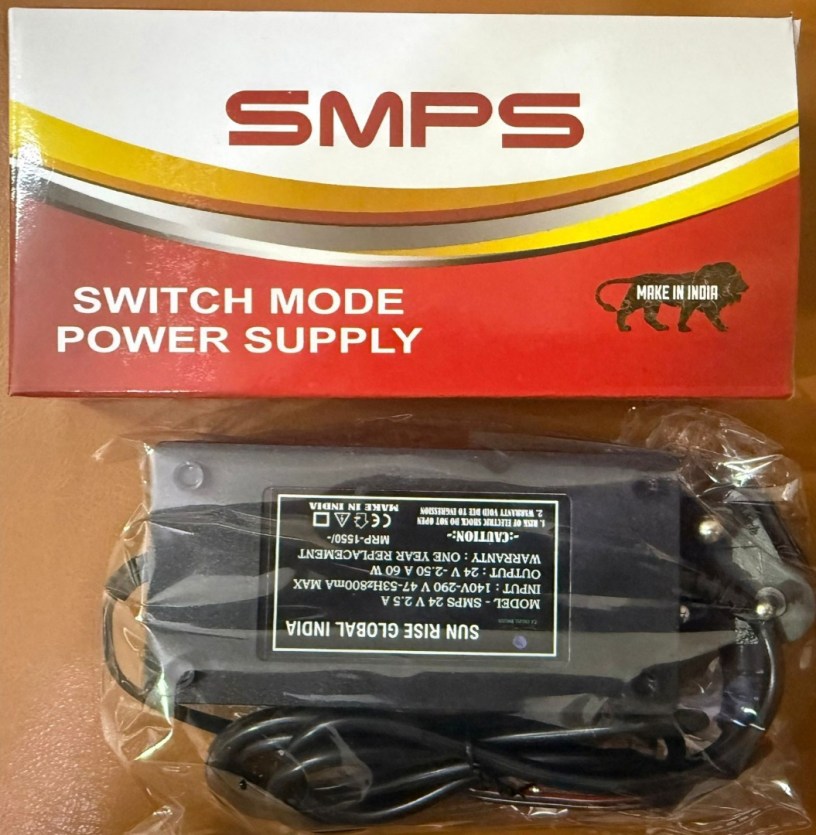 SMPS
SWITCH MODE
POWER SUPPLY
MAKE IN INDIA
SUN RISE GLOBAL INDIA
MODEL - SMPS 24 V 2.5 A
INPUT : 140V-290 V 47-53Hz800mA MAX
OUTPUT : 24 V -2.50 A 60 W
WARRANTY : ONE YEAR REPLACEMENT
MRP-1550/-
CE
MAKE IN INDIA
-:CAUTION:-
1. RISK OF ELECTRIC SHOCK DO NOT OPEN
2. WARRANTY VOID DUE TO INGRESSION